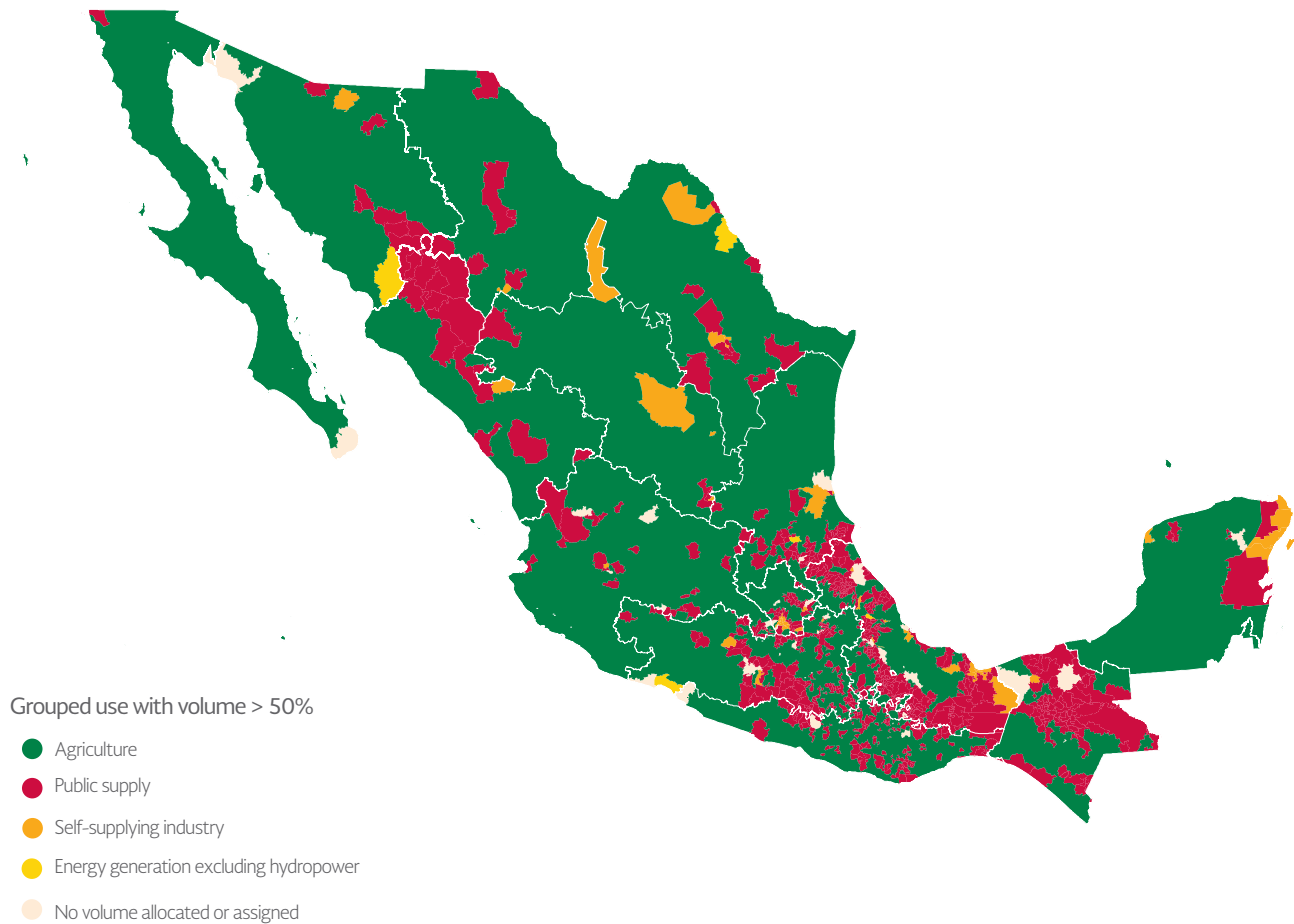 Grouped use with volume > 50%
Agriculture
Public supply
Self-supplying industry
Energy generation excluding hydropower
No volume allocated or assigned